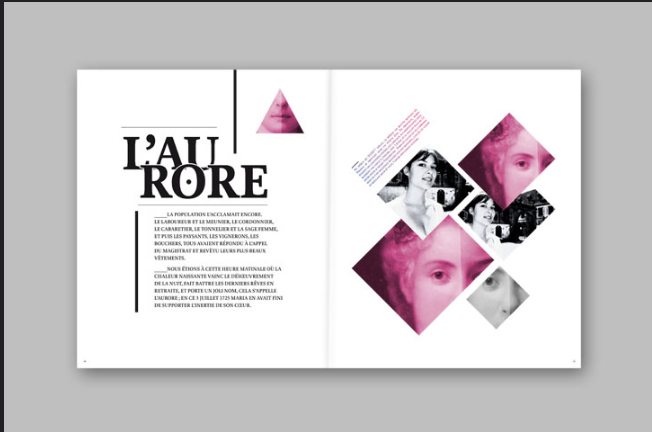 L'AU
RORE
LA POPULATION L'ACCLAMAIT ENCORE.
LE LABOUREUR ET LE MEUNIER, LE CORDONNIER,
LE CABARETIER, LE TONNELIER ET LA SAGE FEMME,
ET PUIS LES PAYSANTS, LES VIGNERONS, LES
BOUCHERS, TOUS AVAIENT RÉPONDU À L'APPEL
DU MAGISTRAT ET REVÊTU LEURS PLUS BEAUX
VÊTEMENTS.
NOUS ÉTIONS À CETTE HEURE MATINALE OÙ LA
CHALEUR NAISSANTE VAINC LE DÉSŒUVREMENT
DE LA NUIT, FAIT BATTRE LES DERNIERS RÊVES EN
RETRAITE, ET PORTE UN JOLI NOM, CELA S'APPELLE
L'AURORE; EN CE 3 JUILLET 1725 MARIA EN AVAIT FINI
DE SUPPORTER L'INERTIE DE SON CŒUR.